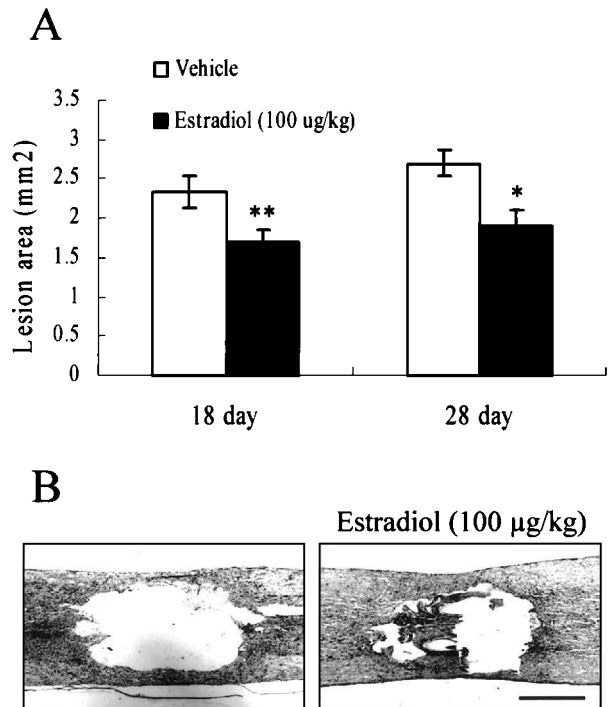 A
Vehicle
Estradiol (100 ug/kg)
3.5
3
2.5
2
1.5
1
0.5
0
Lesion area (mm2)
**
*
18 day
28 day
B
Estradiol (100 µg/kg)